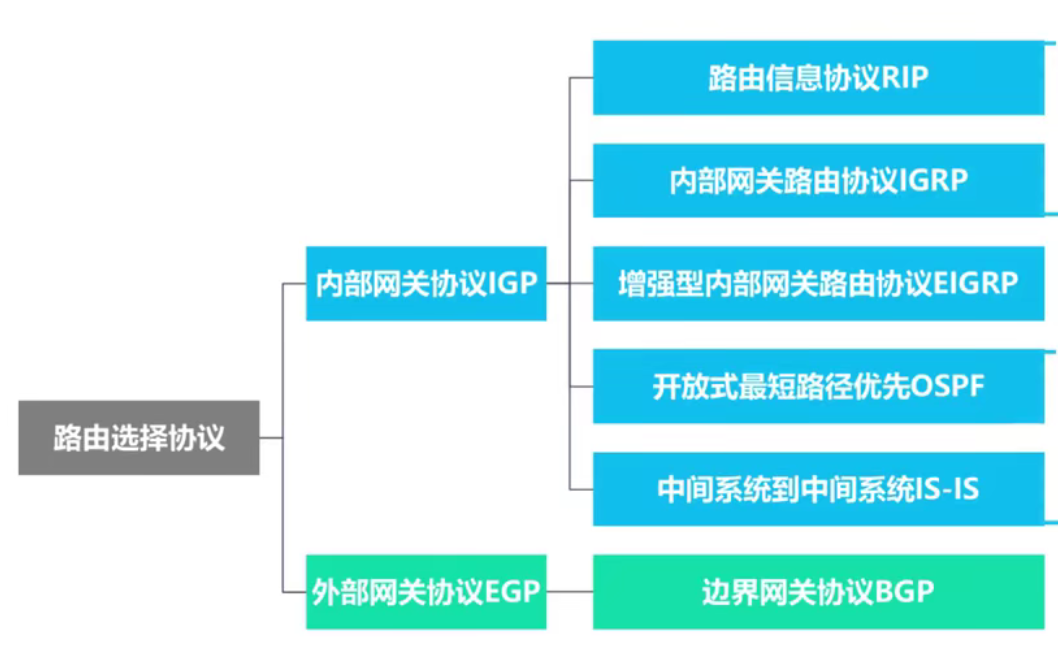 路由信息协议RIP
内部网关路由协议IGRP
内部网关协议IGP
增强型内部网关路由协议EIGRP
开放式最短路径优先OSPF
路由选择协议
中间系统到中间系统IS-IS
外部网关协议EGP
边界网关协议BGP